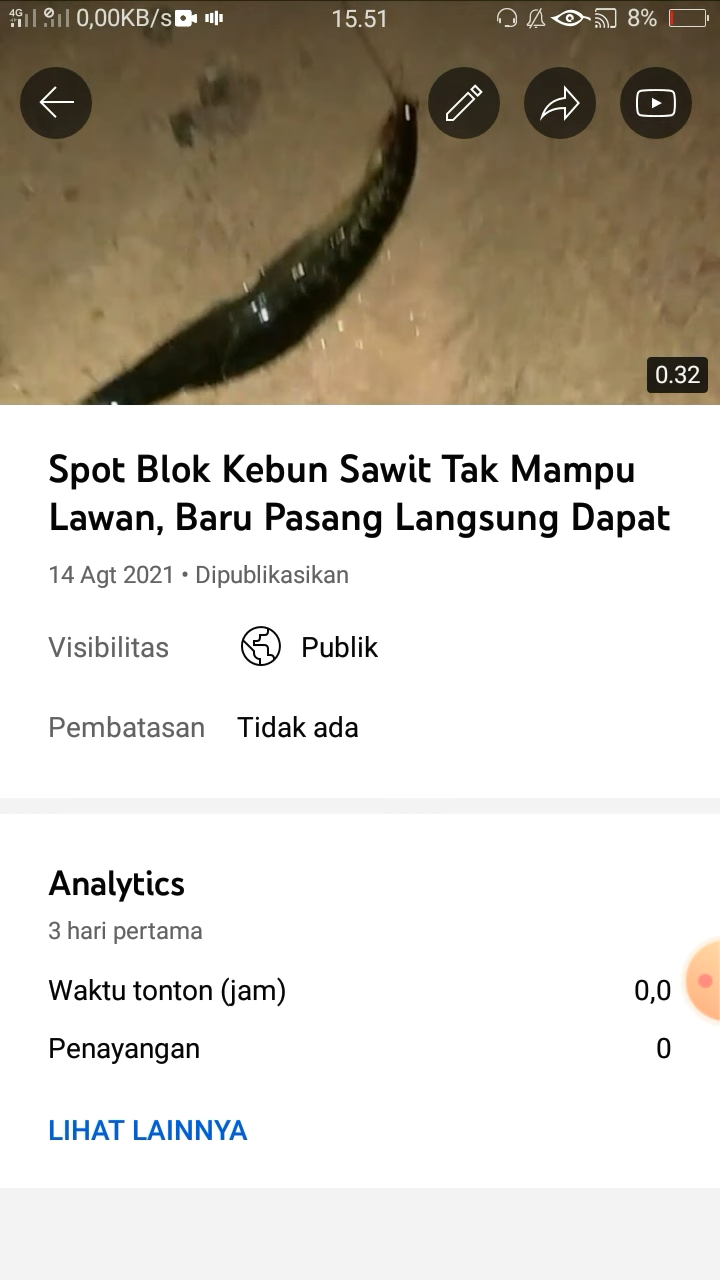 4G 0,00KB/s 15.51 8%
0.32
Spot Blok Kebun Sawit Tak Mampu
Lawan, Baru Pasang Langsung Dapat
14 Agt 2021 • Dipublikasikan
Visibilitas Publik
Pembatasan Tidak ada
Analytics
3 hari pertama
Waktu tonton (jam) 0,0
Penayangan 0
LIHAT LAINNYA